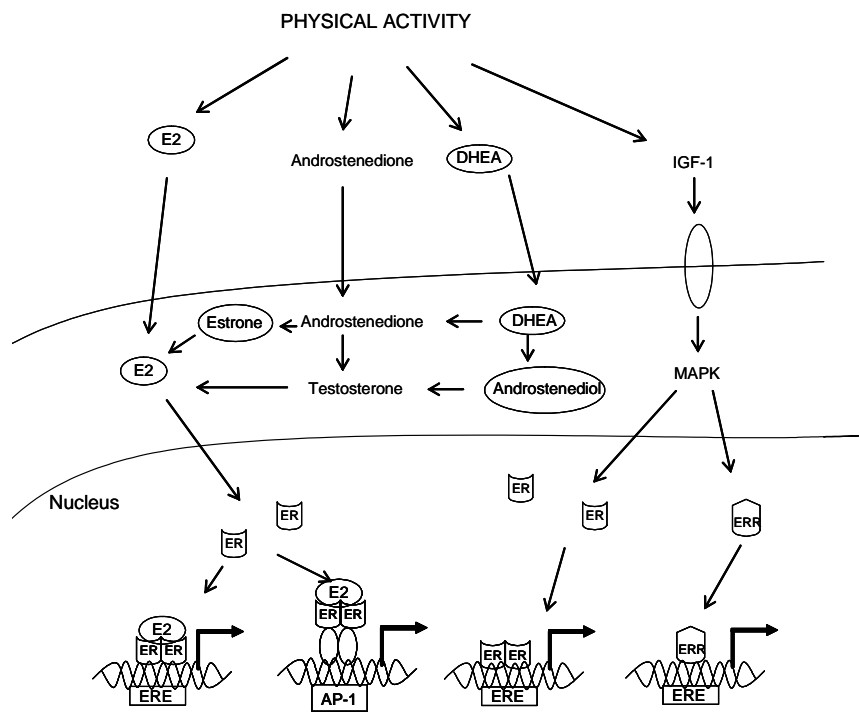 PHYSICAL ACTIVITY
E2
Androstenedione
DHEA
IGF-1
Estrone
Androstenedione
DHEA
E2
Testosterone
Androstenediol
MAPK
Nucleus
ER
ER
ER
ER
ERR
E2
ER ER
ERE
E2
ER ER
AP-1
ER ER
ERE
ERR
ERE